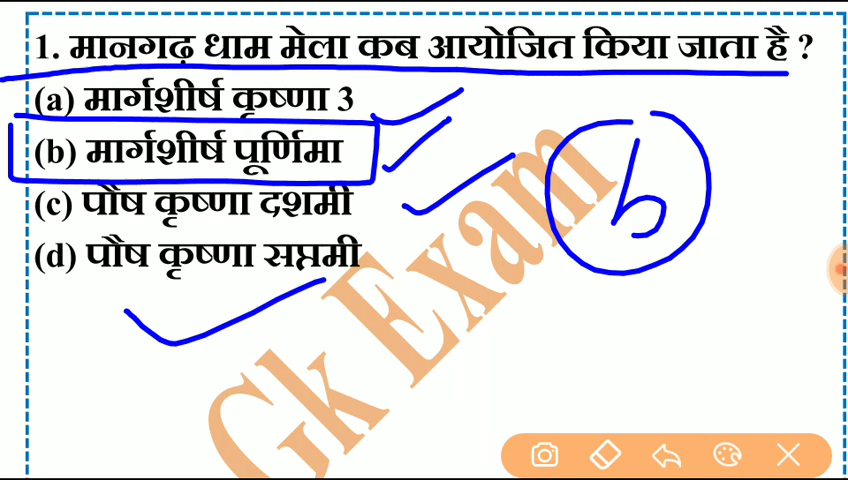 1. मानगढ़ धाम मेला कब आयोजित किया जाता है ?
(a) मार्गशीर्ष कृष्णा 3
(b) मार्गशीर्ष पूर्णिमा
(c) पौष कृष्णा दशमी
(d) पौष कृष्णा सप्तमी
b
Gk Exam